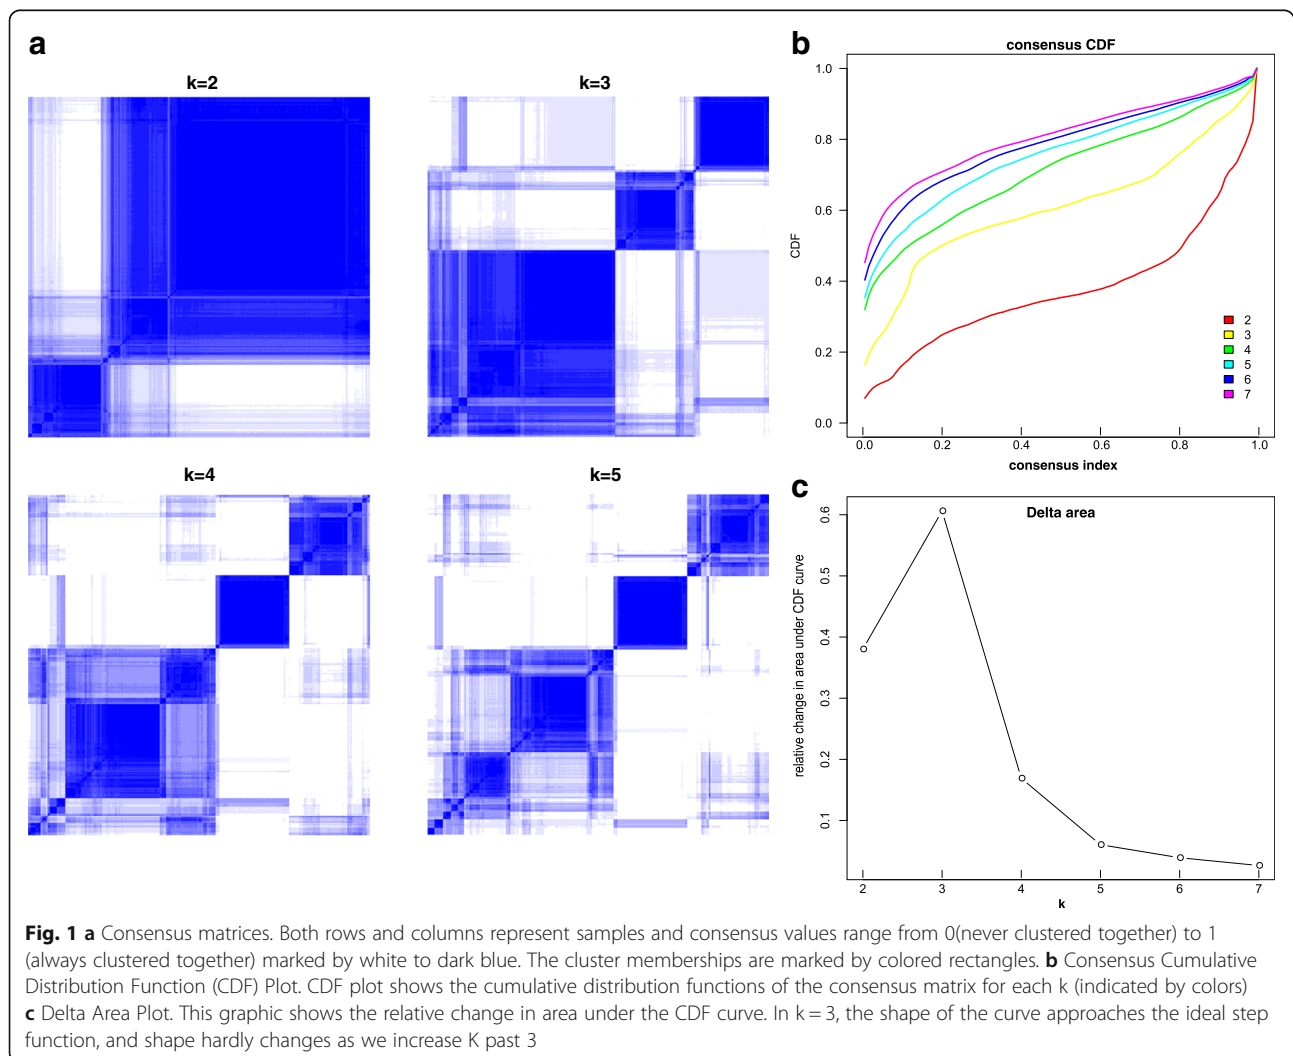 a
k=2
k=3
k=4
k=5
b
consensus CDF
CDF
1.0
0.8
0.6
0.4
0.2
0.0
2
3
4
5
6
7
0.0 0.2 0.4 0.6 0.8 1.0
consensus index
c
Delta area
relative change in area under CDF curve
0.6
0.5
0.4
0.3
0.2
0.1
2 3 4 5 6 7
k
Fig. 1 a Consensus matrices. Both rows and columns represent samples and consensus values range from 0(never clustered together) to 1
(always clustered together) marked by white to dark blue. The cluster memberships are marked by colored rectangles. b Consensus Cumulative
Distribution Function (CDF) Plot. CDF plot shows the cumulative distribution functions of the consensus matrix for each k (indicated by colors)
c Delta Area Plot. This graphic shows the relative change in area under the CDF curve. In k = 3, the shape of the curve approaches the ideal step
function, and shape hardly changes as we increase K past 3